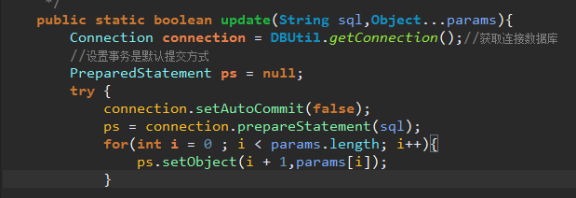 */
public static boolean update(String sql,Object...params){
Connection connection = DBUtil.getConnection();//获取连接数据库
//设置事务是默认提交方式
PreparedStatement ps = null;
try {
connection.setAutoCommit(false);
ps = connection.prepareStatement(sql);
for(int i = 0 ; i < params.length; i++){
ps.setObject(i + 1,params[i]);
}